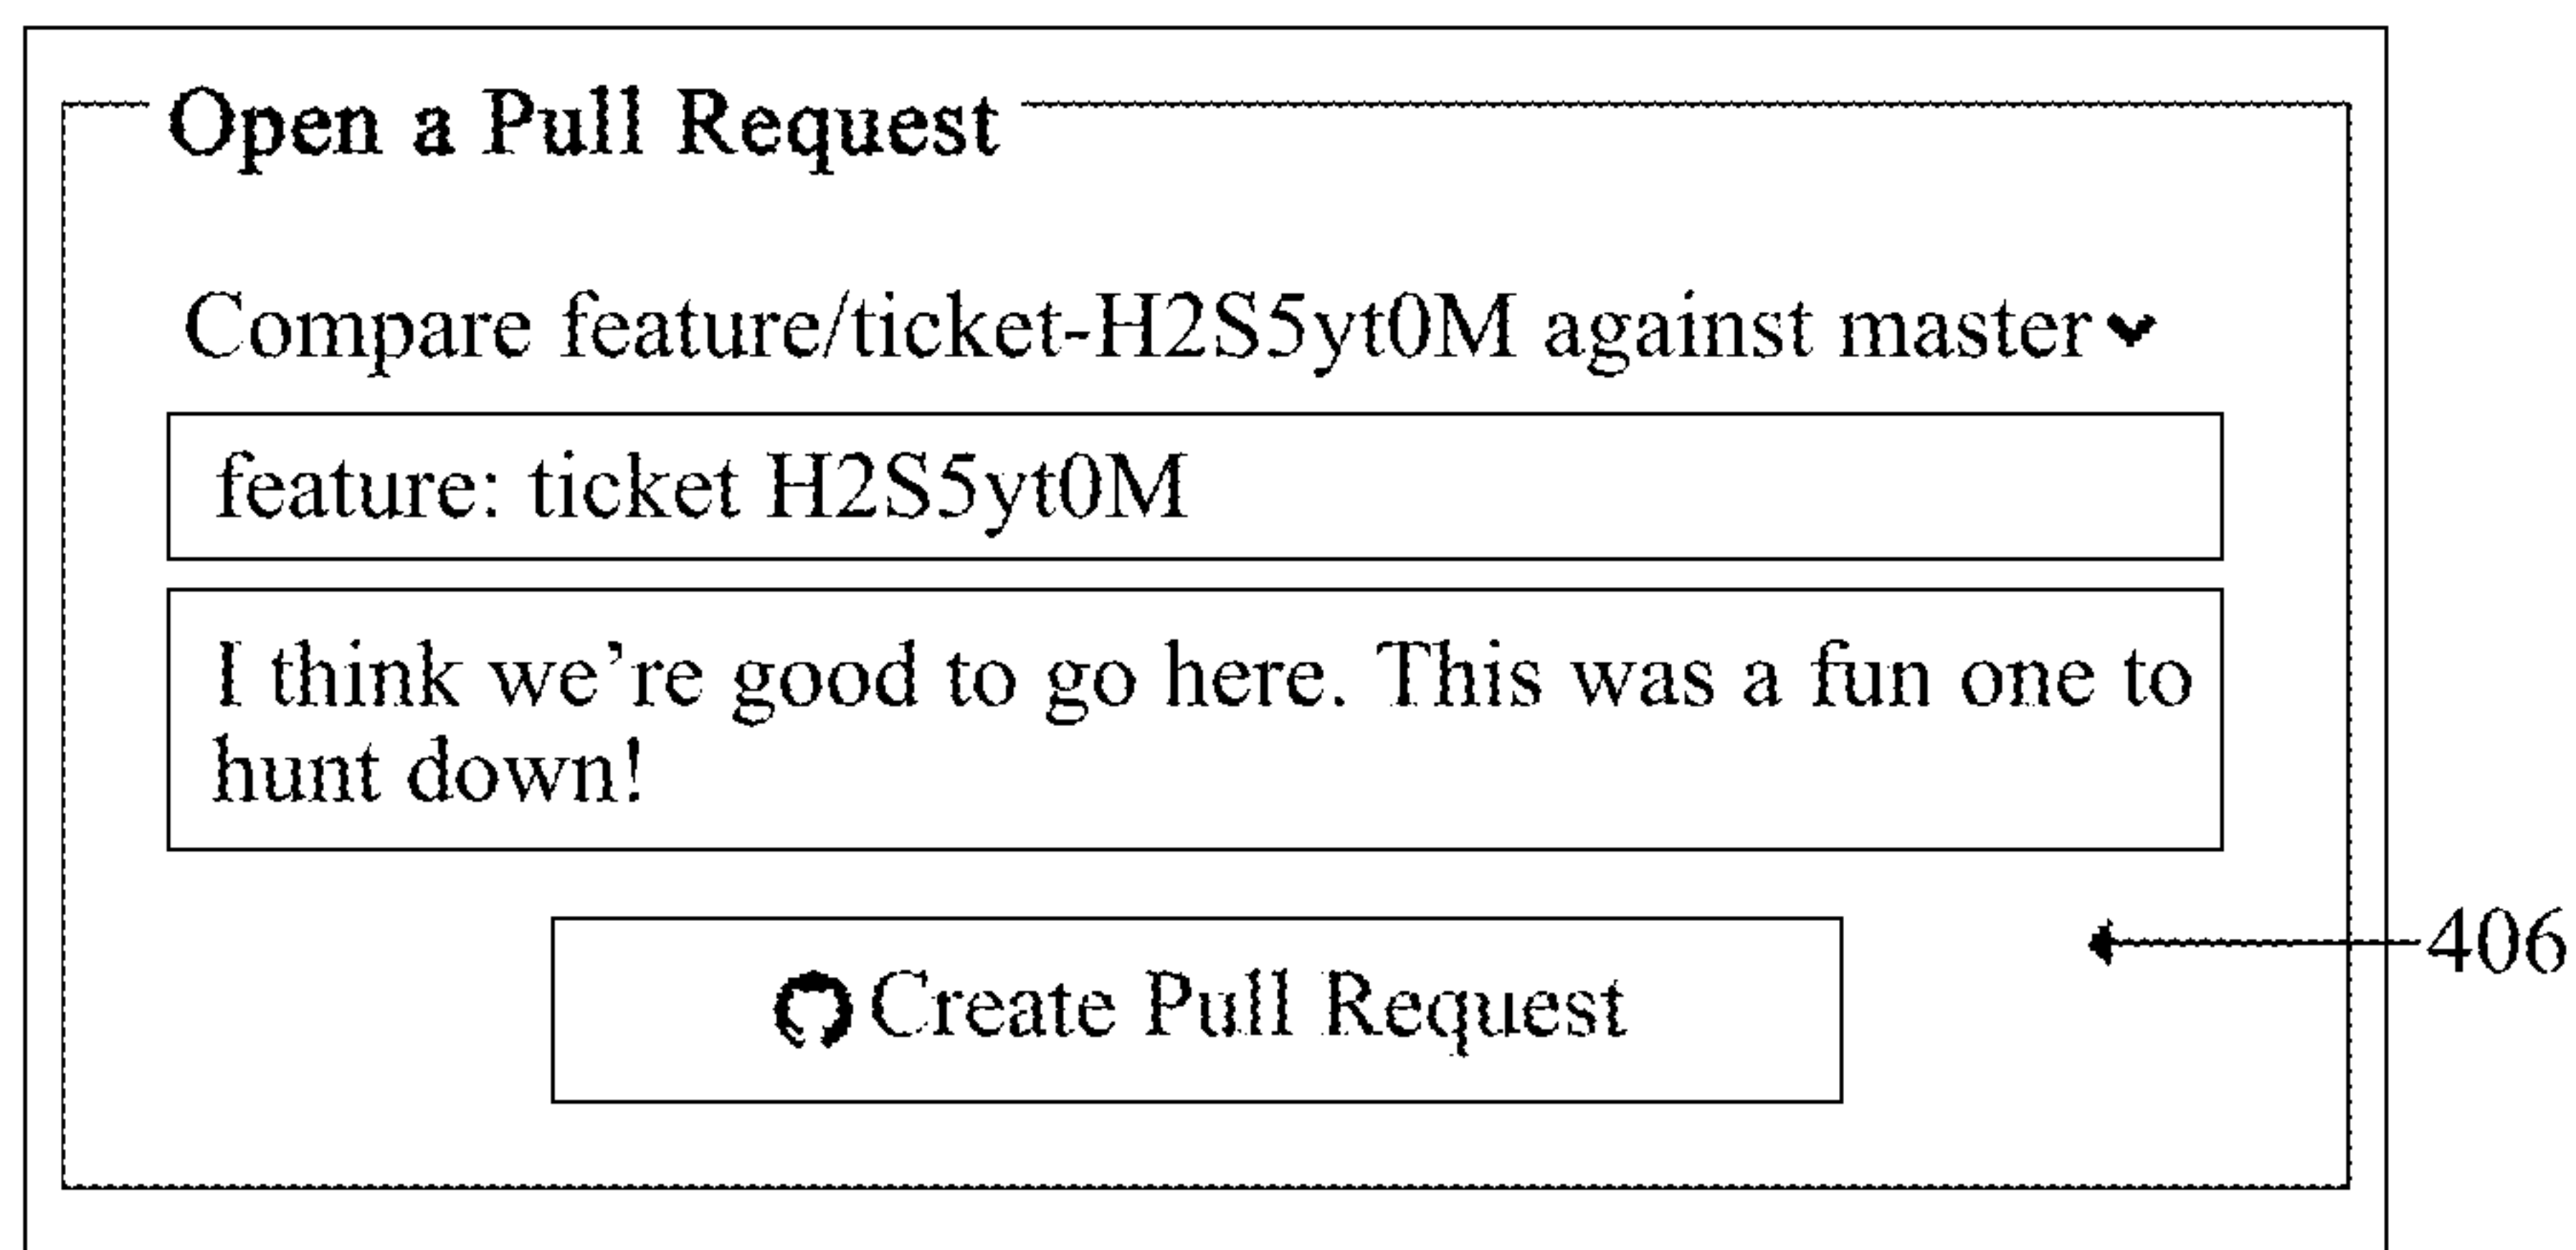 Open a Pull Request
Compare feature/ticket-H2S5yt0M against master
feature: ticket H2S5yt0M
I think we’re good to go here. This was a fun one to
hunt down!
406
Create Pull Request